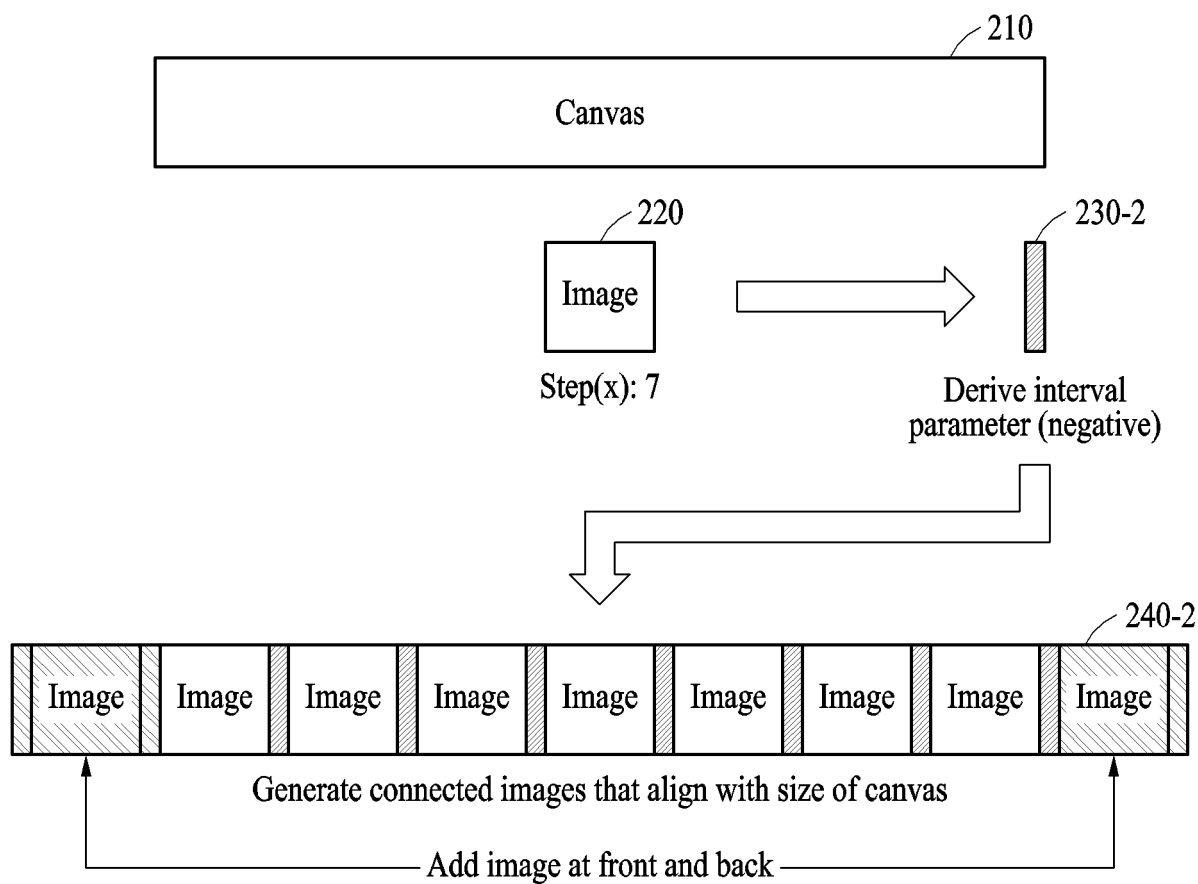 210
Canvas
220
230-2
Image
Step(x): 7
Derive interval
parameter (negative)
240-2
Image Image Image Image Image Image Image Image Image
Generate connected images that align with size of canvas
Add image at front and back